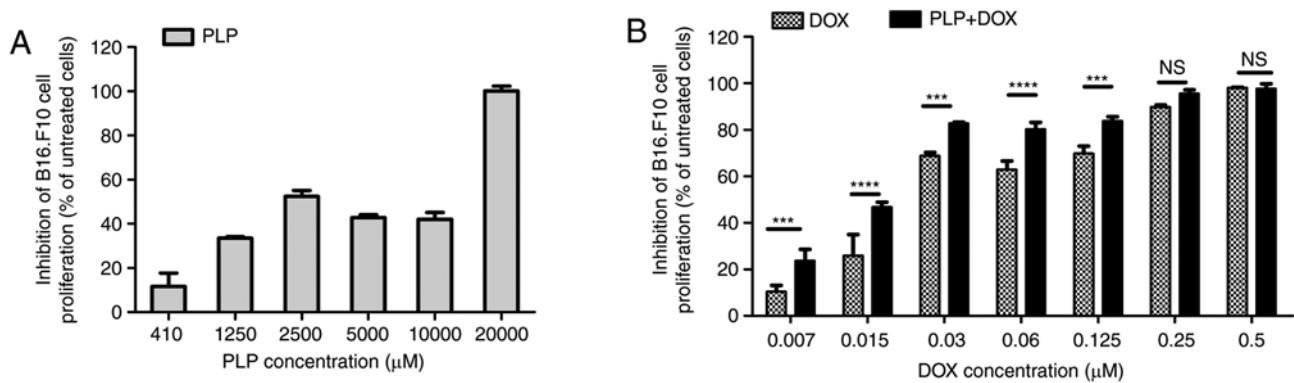 A
PLP
Inhibition of B16.F10 cell
proliferation (% of untreated cells)
120
100
80
60
40
20
0
410 1250 2500 5000 10000 20000
PLP concentration (μM)
B
DOX PLP+DOX
Inhibition of B16.F10 cell
proliferation (% of untreated cells)
120
100
80
60
40
20
0
*** **** *** **** *** NS NS
0.007 0.015 0.03 0.06 0.125 0.25 0.5
DOX concentration (μM)